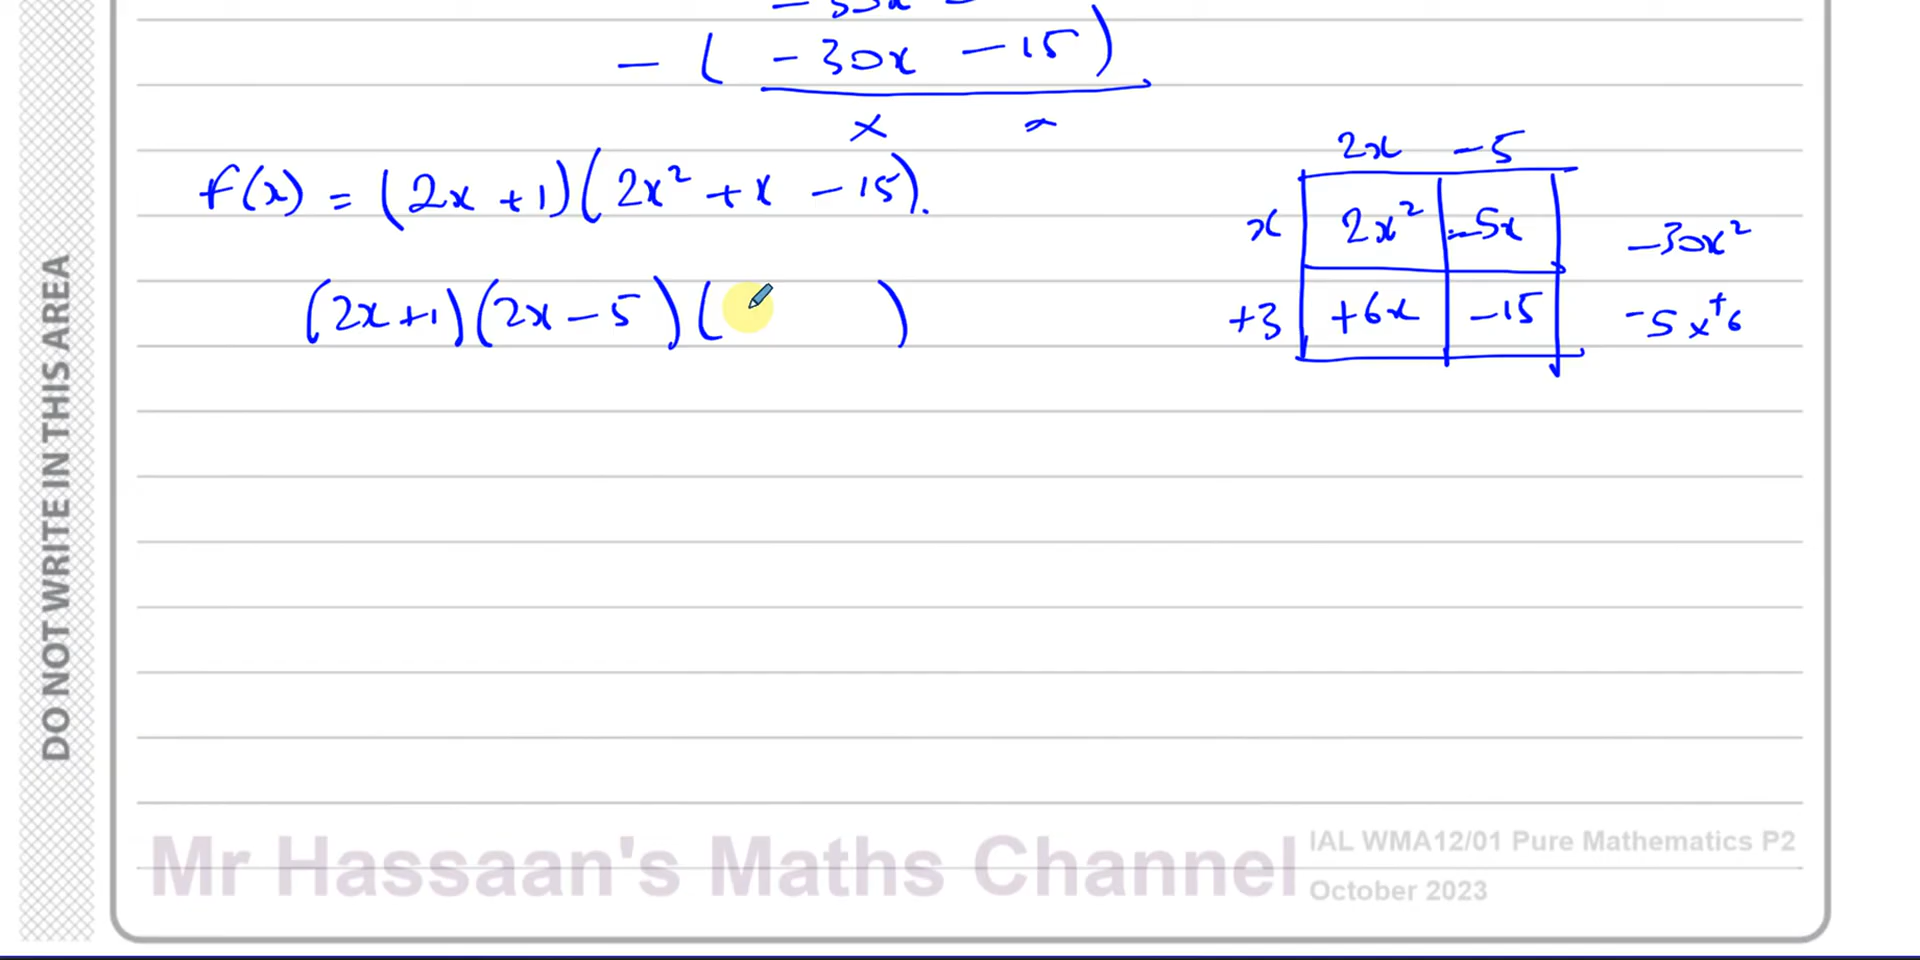 - ( - 30x - 15 )
x x
2x - 5
f(x) = (2x + 1)(2x² + x - 15).
x 2x² - 5x - 30x²
(2x + 1)(2x - 5)( )
+3 +6x - 15 - 5 x + 6
DO NOT WRITE IN THIS AREA
Mr Hassaan's Maths Channel
IAL WMA12/01 Pure Mathematics P2
October 2023